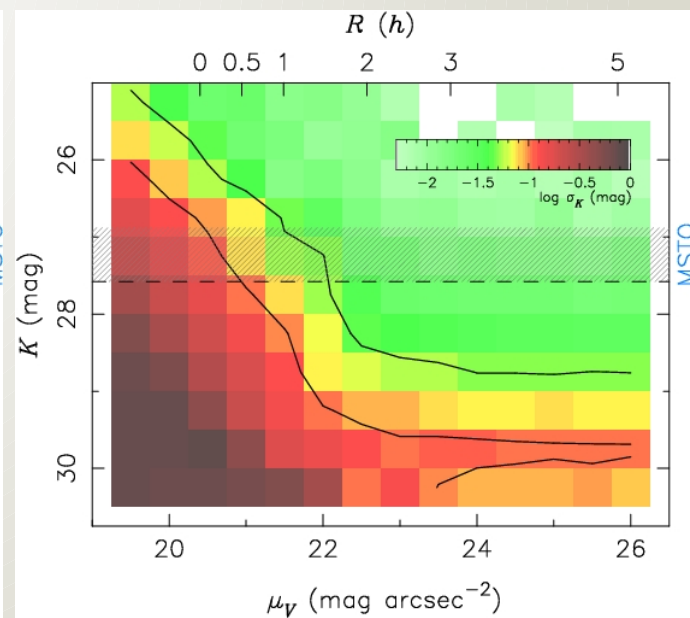 R (h)
0 0.5 1 2 3 5
26
28
30
K (mag)
-2 -1.5 -1 -0.5 0
log σK (mag)
MSTO
MSTO
20 22 24 26
μV (mag arcsec−2)